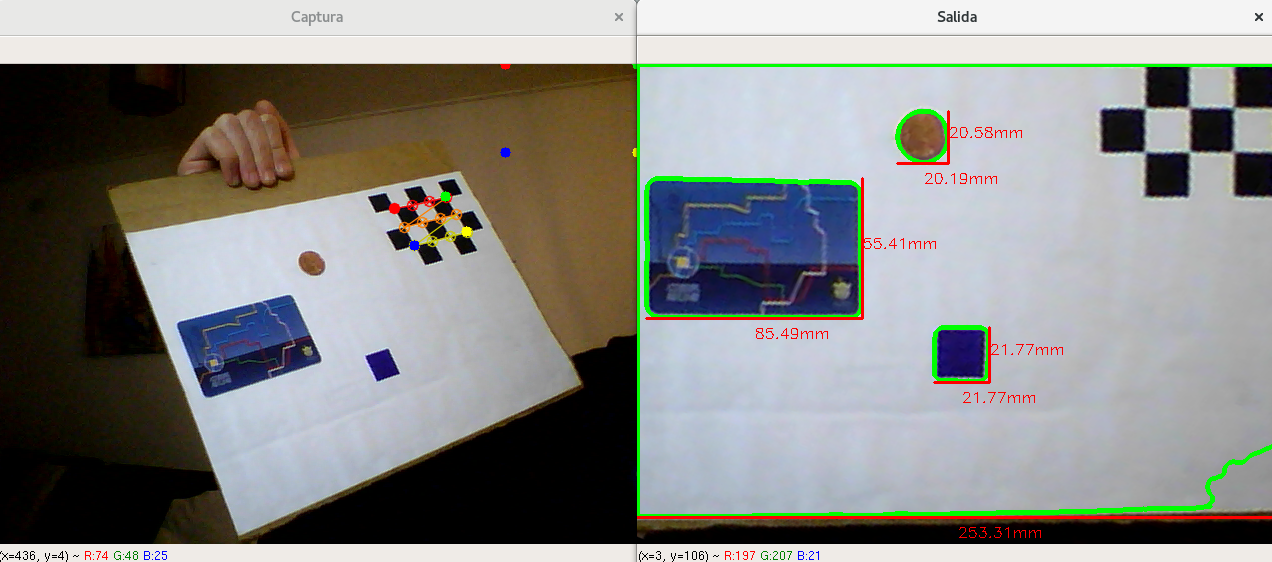 Captura
×
Salida
×
20.58mm
20.19mm
55.41mm
85.49mm
21.77mm
21.77mm
253.31mm
(x=436, y=4) ~ R:74 G:48 B:25
(x=3, y=106) ~ R:197 G:207 B:21